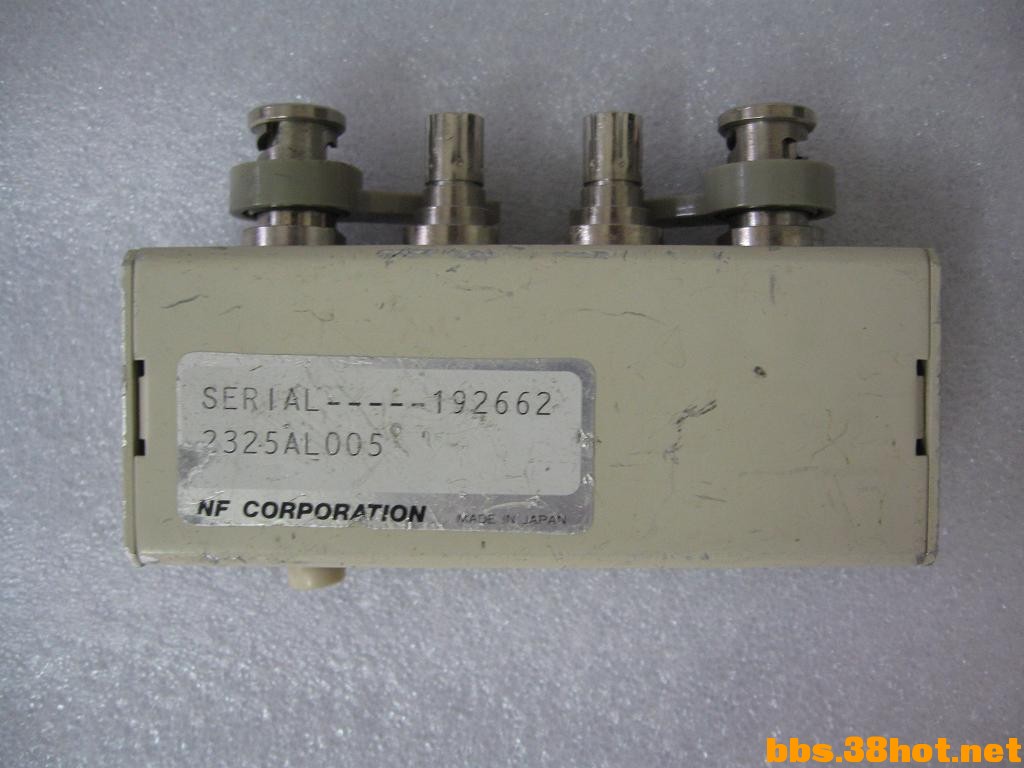 SERIAL-----192662
2325AL005
NF CORPORATION MADE IN JAPAN
bbs.38hot.net